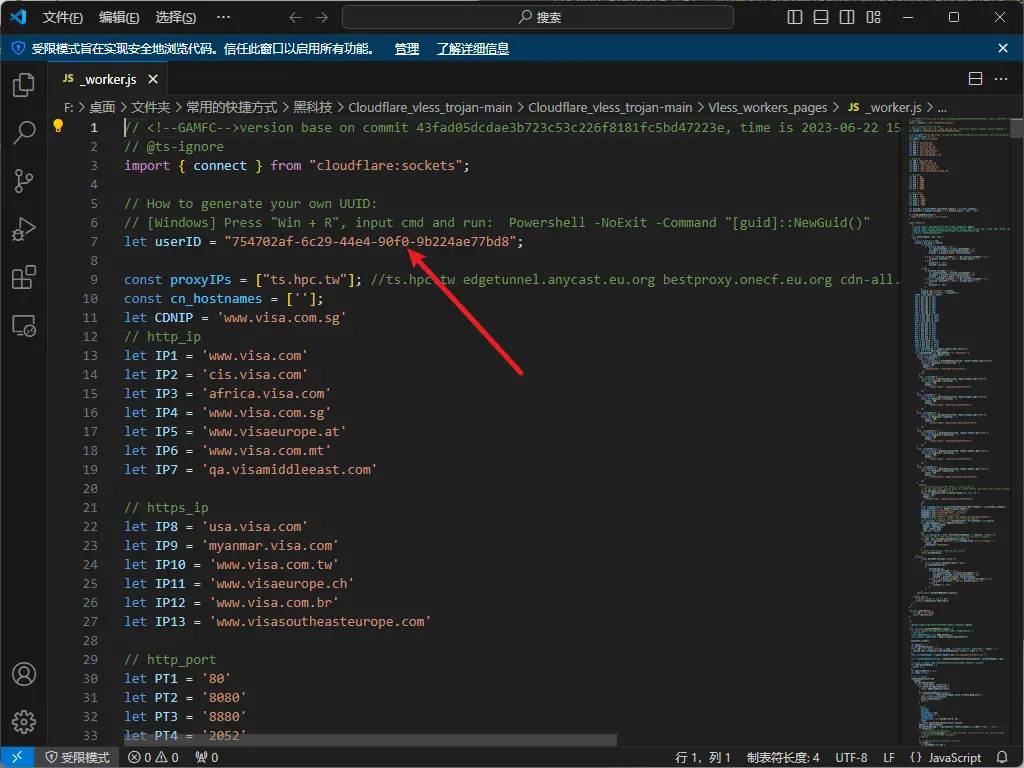 文件(F) 编辑(E) 选择(S) ··· 搜索
受限模式旨在实现安全地浏览代码。信任此窗口以启用所有功能。 管理 了解详细信息
JS _worker.js
F: > 桌面 > 文件夹 > 常用的快捷方式 > 黑科技 > Cloudflare_vless_trojan-main > Cloudflare_vless_trojan-main > Vless_workers_pages > JS _worker.js > ...
1 // <!--GAMFC-->version base on commit 43fad05dcdae3b723c53c226f8181fc5bd47223e, time is 2023-06-22 15
2 // @ts-ignore
3 import { connect } from "cloudflare:sockets";
4
5 // How to generate your own UUID:
6 // [Windows] Press "Win + R", input cmd and run:  Powershell -NoExit -Command "[guid]::NewGuid()"
7 let userID = "754702af-6c29-44e4-90f0-9b224ae77bd8";
8
9 const proxyIPs = ["ts.hpc.tw"]; //ts.hpc.tw edgetunnel.anycast.eu.org bestproxy.onecf.eu.org cdn-all.
10 const cn_hostnames = [''];
11 let CDNIP = 'www.visa.com.sg'
12 // http_ip
13 let IP1 = 'www.visa.com'
14 let IP2 = 'cis.visa.com'
15 let IP3 = 'africa.visa.com'
16 let IP4 = 'www.visa.com.sg'
17 let IP5 = 'www.visaeurope.at'
18 let IP6 = 'www.visa.com.mt'
19 let IP7 = 'qa.visamiddleeast.com'
20
21 // https_ip
22 let IP8 = 'usa.visa.com'
23 let IP9 = 'myanmar.visa.com'
24 let IP10 = 'www.visa.com.tw'
25 let IP11 = 'www.visaeurope.ch'
26 let IP12 = 'www.visa.com.br'
27 let IP13 = 'www.visasoutheasteurope.com'
28
29 // http_port
30 let PT1 = '80'
31 let PT2 = '8080'
32 let PT3 = '8880'
33 let PT4 = '2052'
受限模式 0 0 0 行 1, 列 1 制表符长度: 4 UTF-8 LF {} JavaScript